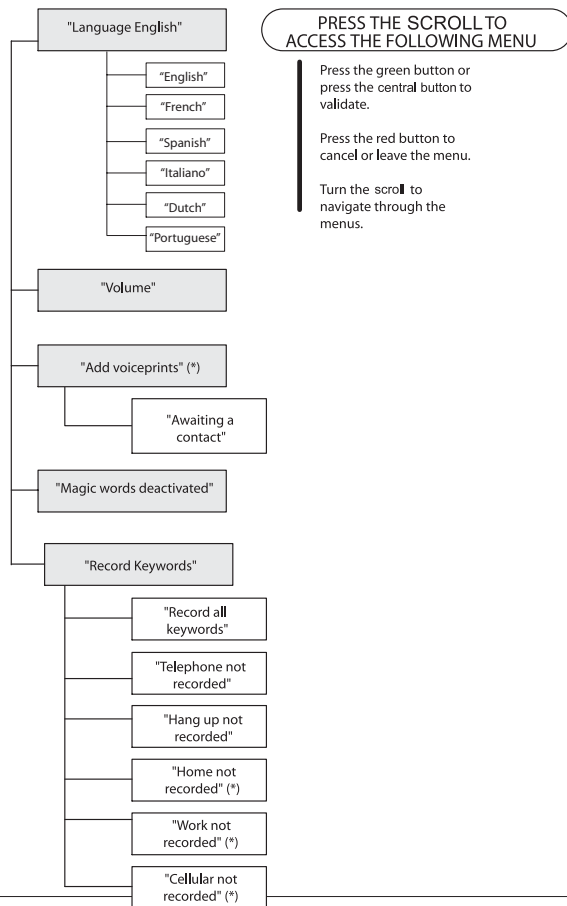 "Language English"
“English”
“French”
“Spanish”
“Italiano”
“Dutch”
“Portuguese”
"Volume"
"Add voiceprints" (*)
"Awaiting a
contact"
"Magic words deactivated"
"Record Keywords"
"Record all
keywords"
"Telephone not
recorded"
"Hang up not
recorded"
"Home not
recorded" (*)
"Work not
recorded" (*)
"Cellular not
recorded" (*)
PRESS THE SCROLL TO
ACCESS THE FOLLOWING MENU
Press the green button or
press the central button to
validate.
Press the red button to
cancel or leave the menu.
Turn the scroll to
navigate through the
menus.